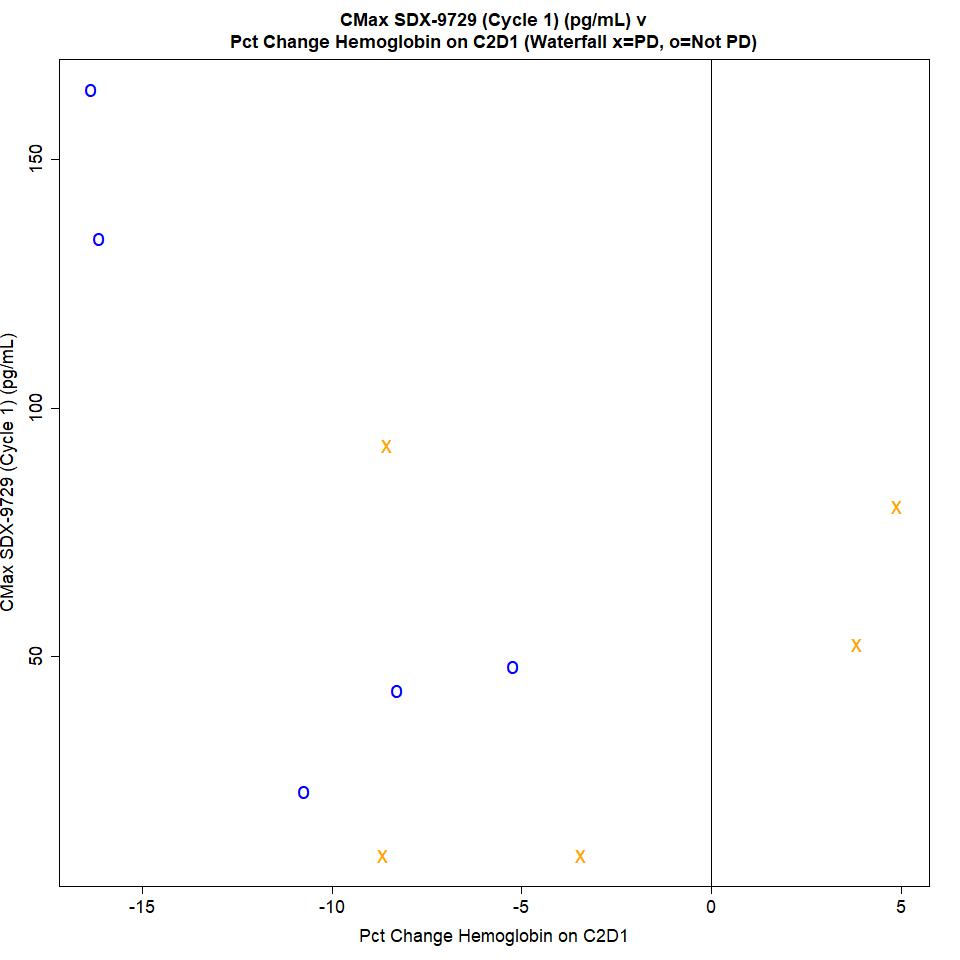 CMax SDX-9729 (Cycle 1) (pg/mL) v
Pct Change Hemoglobin on C2D1 (Waterfall x=PD, o=Not PD)
CMax SDX-9729 (Cycle 1) (pg/mL)
150
100
50
O
O
X
X
X
O
O
O
X
X
-15
-10
-5
0
5
Pct Change Hemoglobin on C2D1